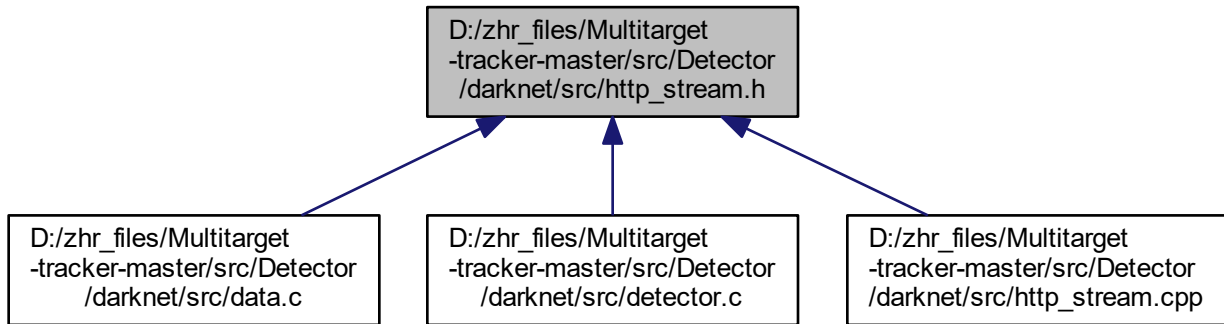 D:/zhr_files/Multitarget
-tracker-master/src/Detector
/darknet/src/http_stream.h
D:/zhr_files/Multitarget
-tracker-master/src/Detector
/darknet/src/data.c
D:/zhr_files/Multitarget
-tracker-master/src/Detector
/darknet/src/detector.c
D:/zhr_files/Multitarget
-tracker-master/src/Detector
/darknet/src/http_stream.cpp